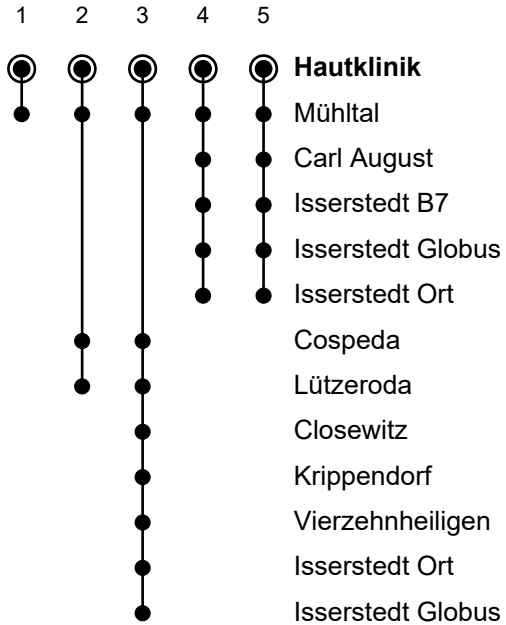 1 2 3 4 5
Hautklinik
Mühltal
Carl August
Isserstedt B7
Isserstedt Globus
Isserstedt Ort
Cospeda
Lützeroda
Closewitz
Krippendorf
Vierzehnheiligen
Isserstedt Ort
Isserstedt Globus